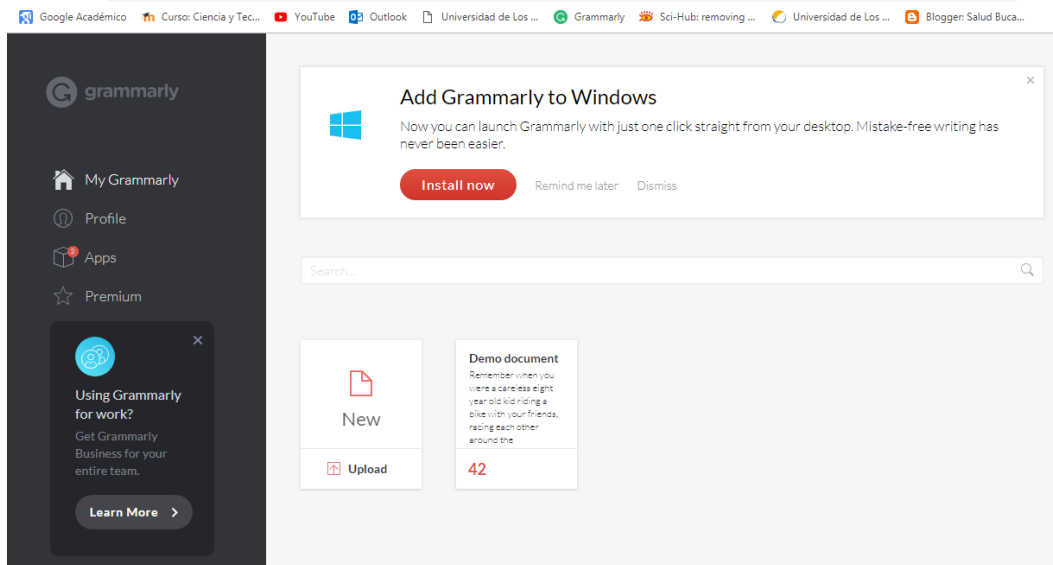 Google Académico Curso: Ciencia y Tec... YouTube Outlook Universidad de Los ... Grammarly Sci-Hub: removing ... Universidad de Los ... Blogger: Salud Buca...
grammarly
My Grammarly
Profile
2
Apps
Premium
Using Grammarly
for work?
Get Grammarly
Business for your
entire team.
Learn More
Add Grammarly to Windows
Now you can launch Grammarly with just one click straight from your desktop. Mistake-free writing has
never been easier.
Install now Remind me later Dismiss
Search...
New
Upload
Demo document
Remember when you
were a careless eight
year old kid riding a
bike with your friends,
racing each other
around the
42